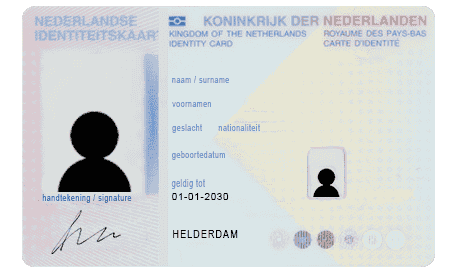 NEDERLANDSE
IDENTITEITSKAART
KONINKRIJK DER NEDERLANDEN
KINGDOM OF THE NETHERLANDS
IDENTITY CARD
ROYAUME DES PAYS-BAS
CARTE D'IDENTITÉ
naam / surname
voornamen
geslacht nationaliteit
geboortedatum
geldig tot
01-01-2030
handtekening / signature
HELDERDAM